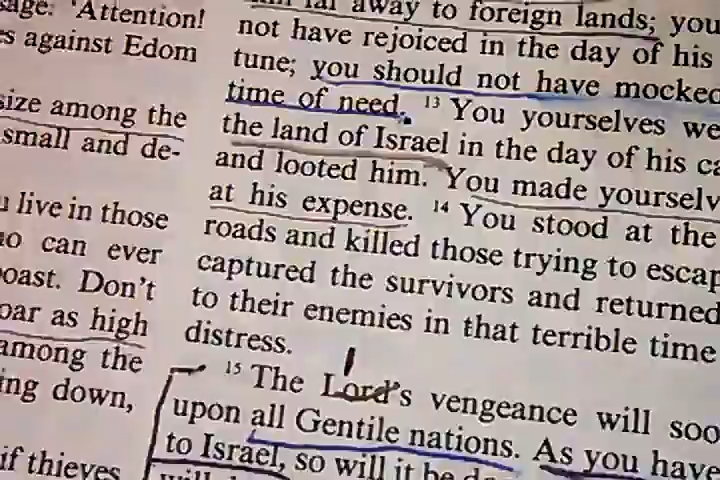 sage: 'Attention!
es against Edom
size among the
small and de-
u live in those
no can ever
oast. Don't
oar as high
among the
ing down,
if thieves
far away to foreign lands; you
not have rejoiced in the day of his
tune; you should not have mocked
time of need. 13 You yourselves we
the land of Israel in the day of his ca
and looted him. You made yourselv
at his expense. 14 You stood at the
roads and killed those trying to escap
captured the survivors and returned
to their enemies in that terrible time
distress.
15 The Lord's vengeance will soo
upon all Gentile nations. As you have
to Israel, so will it be d
will